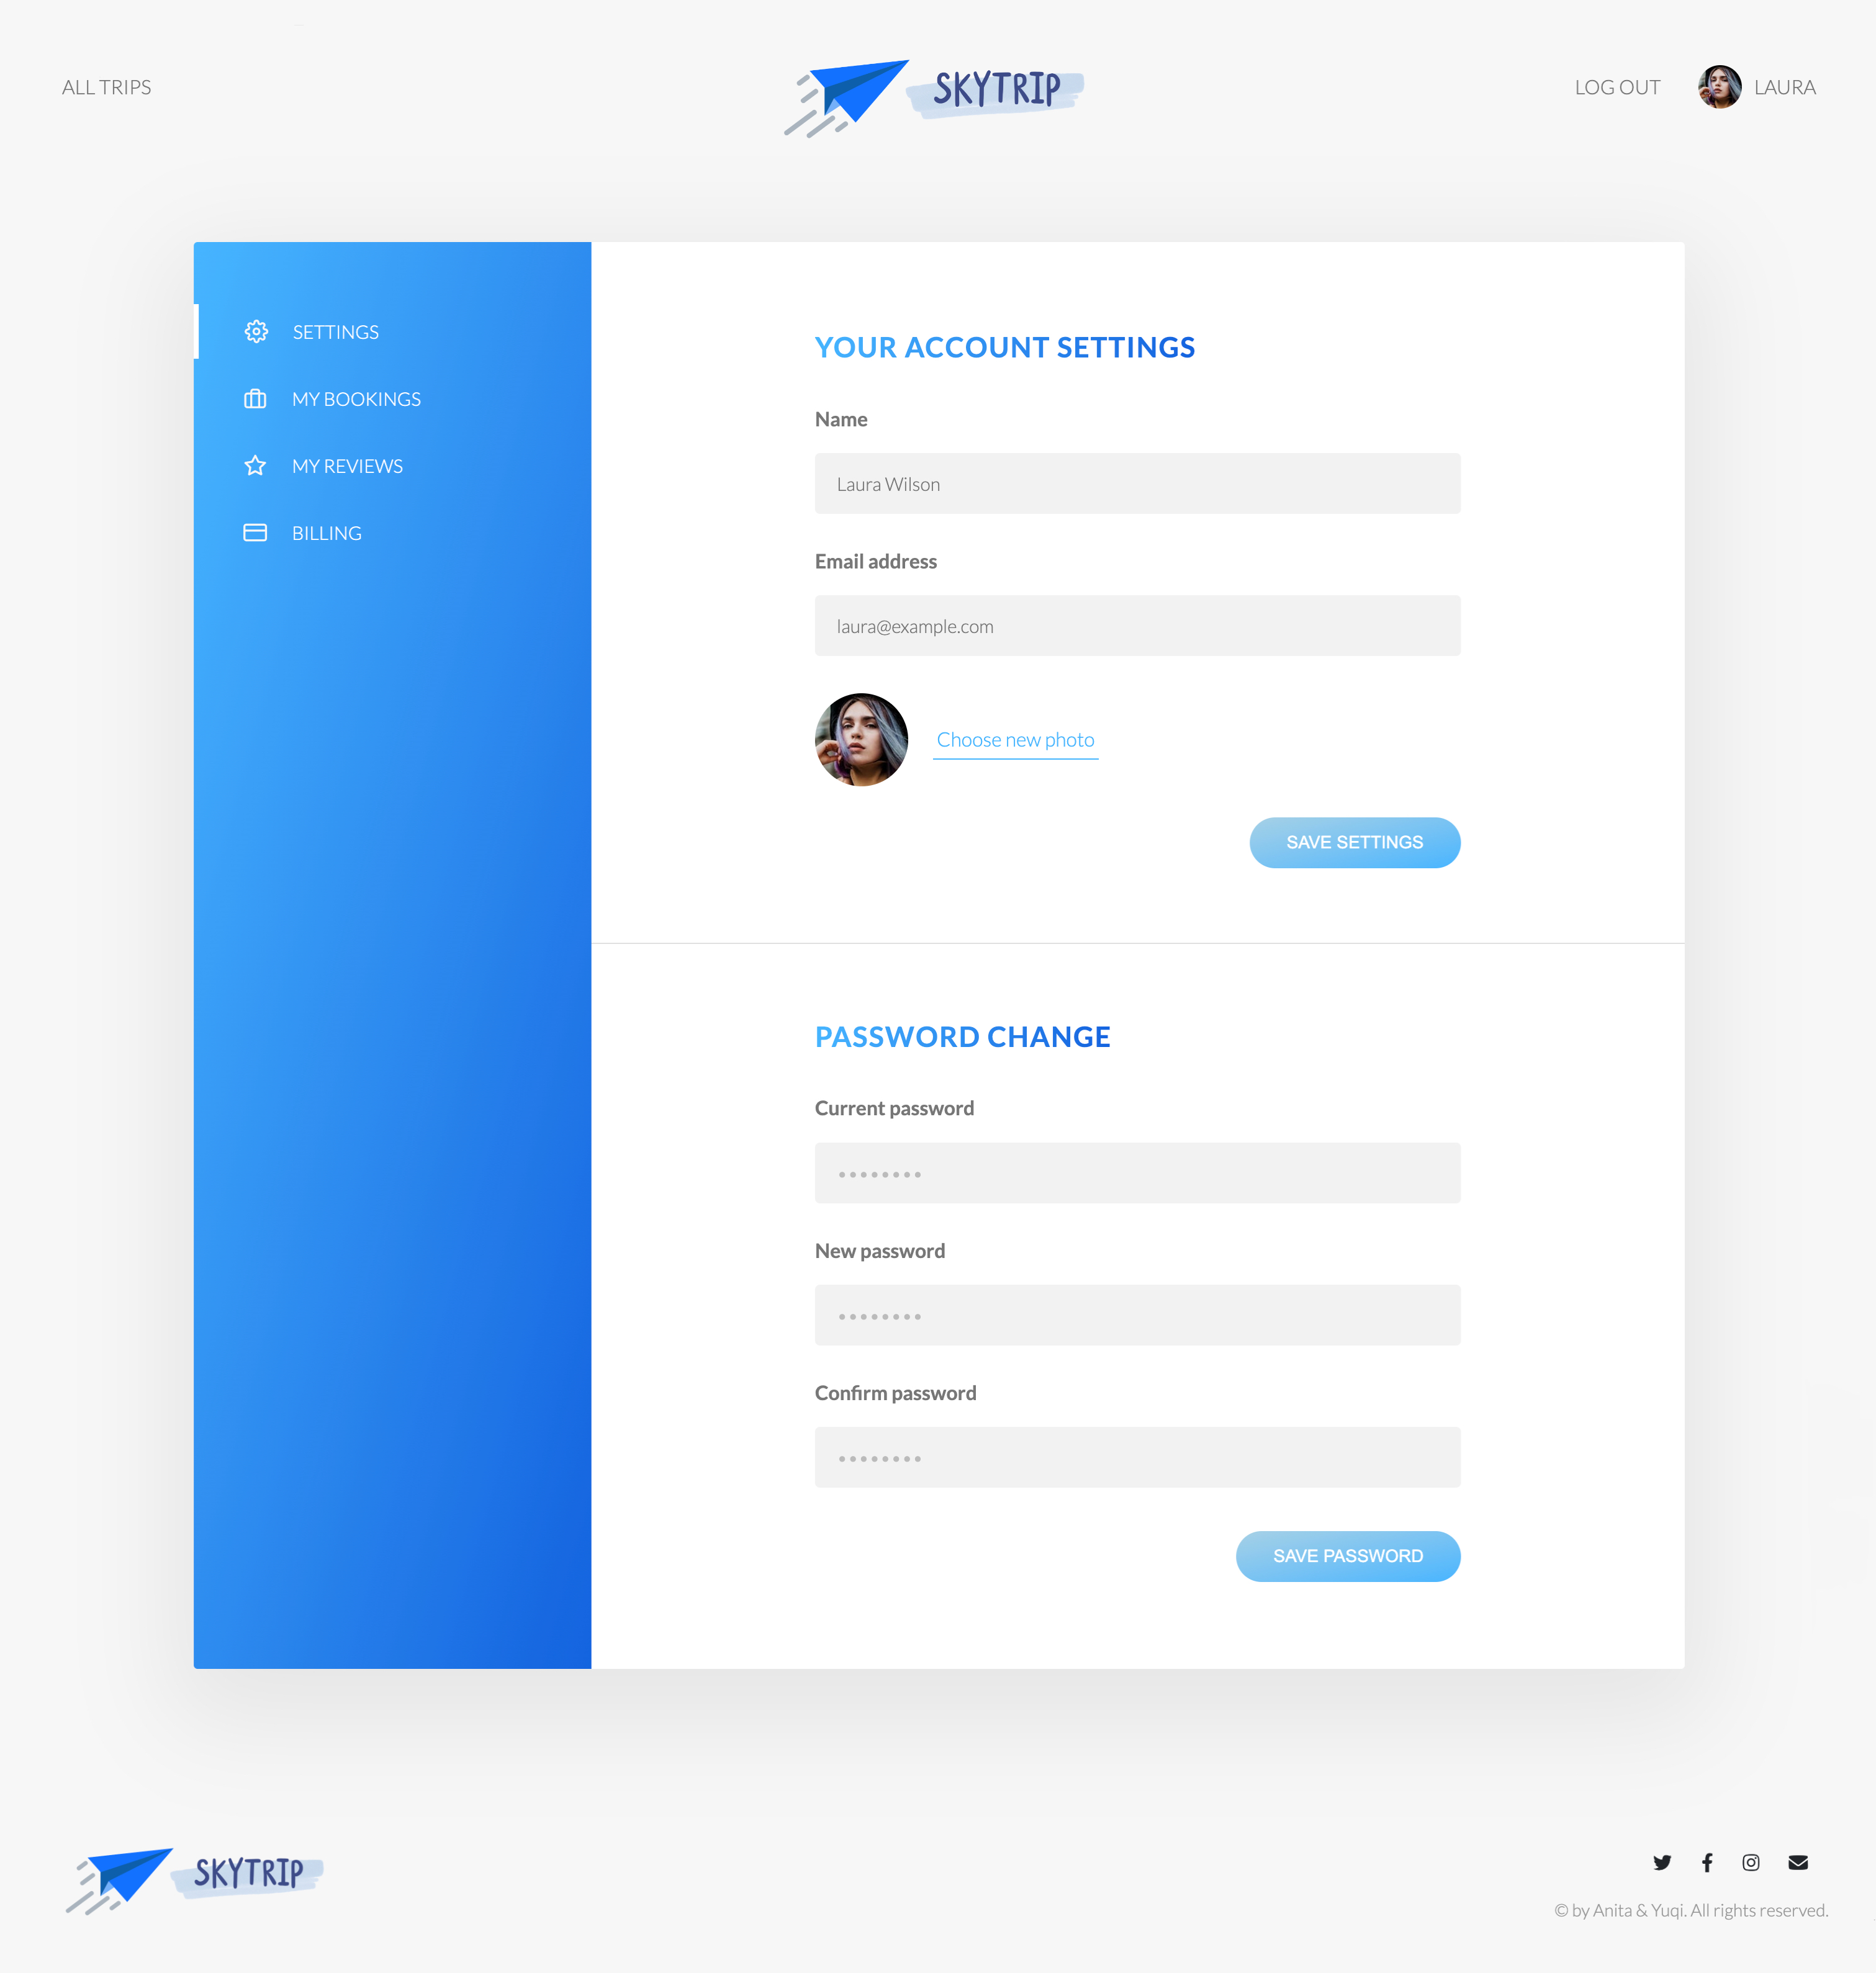 ALL TRIPS
SKYTRIP
LOG OUT
LAURA
SETTINGS
MY BOOKINGS
MY REVIEWS
BILLING
YOUR ACCOUNT SETTINGS
Name
Laura Wilson
Email address
laura@example.com
Choose new photo
SAVE SETTINGS
PASSWORD CHANGE
Current password
••••••••
New password
••••••••
Confirm password
••••••••
SAVE PASSWORD
SKYTRIP
© by Anita & Yuqi. All rights reserved.